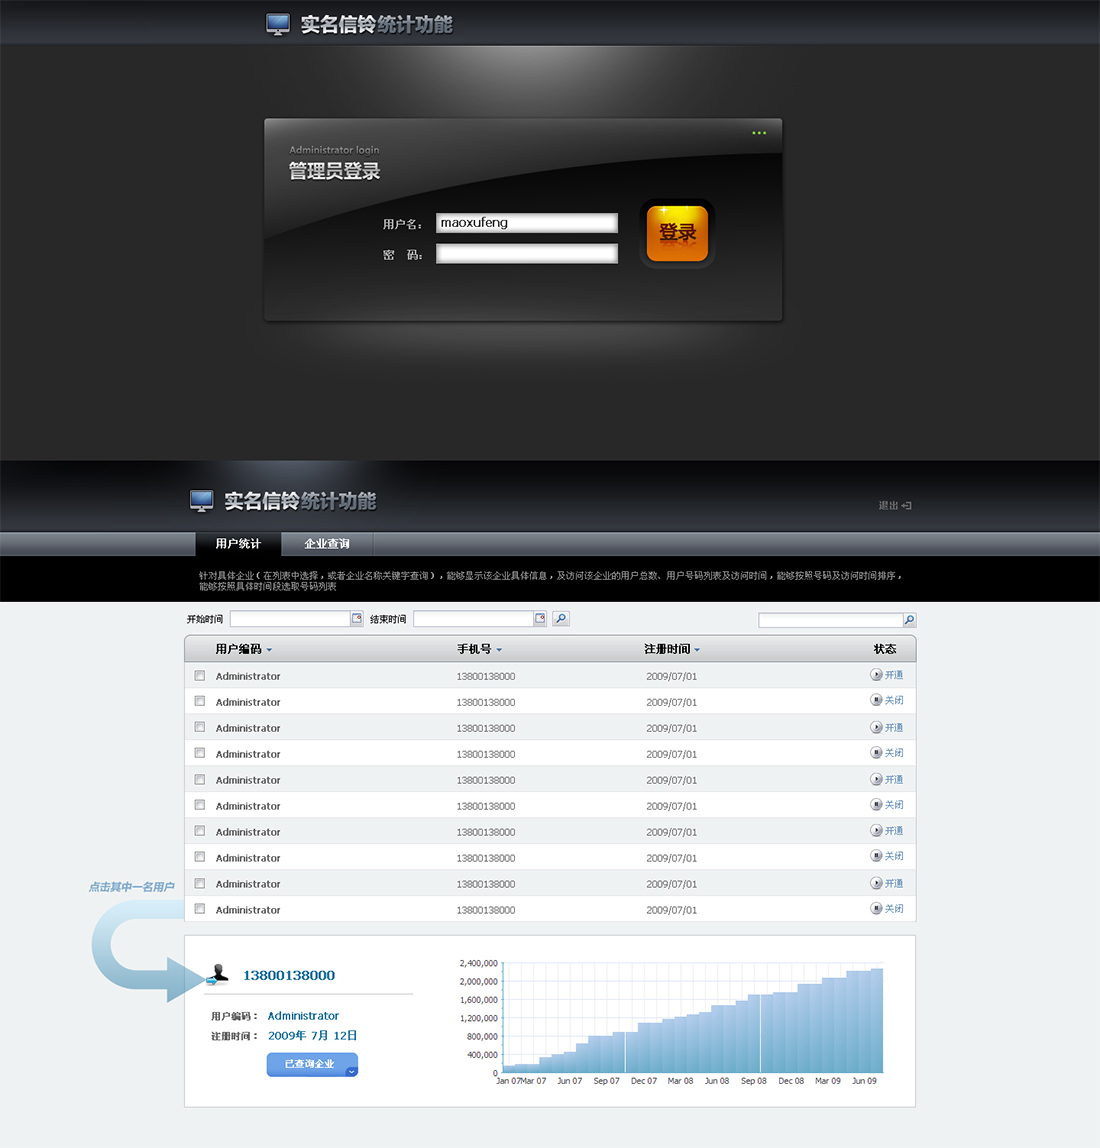 实名信铃统计功能
Administrator login
管理员登录
用户名： maoxufeng
密 码：
登录
实名信铃统计功能
退出
用户统计 企业查询
针对具体企业（在列表中选择，或者企业名称关键字查询），能够显示该企业具体信息，及访问该企业的用户总数、用户号码列表及访问时间，能够按照号码及访问时间排序，
能够按照具体时间段选取号码列表
开始时间 结束时间
用户编码 手机号 注册时间 状态
Administrator 13800138000 2009/07/01 开通
Administrator 13800138000 2009/07/01 关闭
Administrator 13800138000 2009/07/01 开通
Administrator 13800138000 2009/07/01 关闭
Administrator 13800138000 2009/07/01 开通
Administrator 13800138000 2009/07/01 关闭
Administrator 13800138000 2009/07/01 开通
Administrator 13800138000 2009/07/01 关闭
Administrator 13800138000 2009/07/01 开通
Administrator 13800138000 2009/07/01 关闭
点击其中一名用户
13800138000
用户编码： Administrator
注册时间： 2009年 7月 12日
已查询企业
2,400,000
2,000,000
1,600,000
1,200,000
800,000
400,000
0
Jan 07 Mar 07 Jun 07 Sep 07 Dec 07 Mar 08 Jun 08 Sep 08 Dec 08 Mar 09 Jun 09